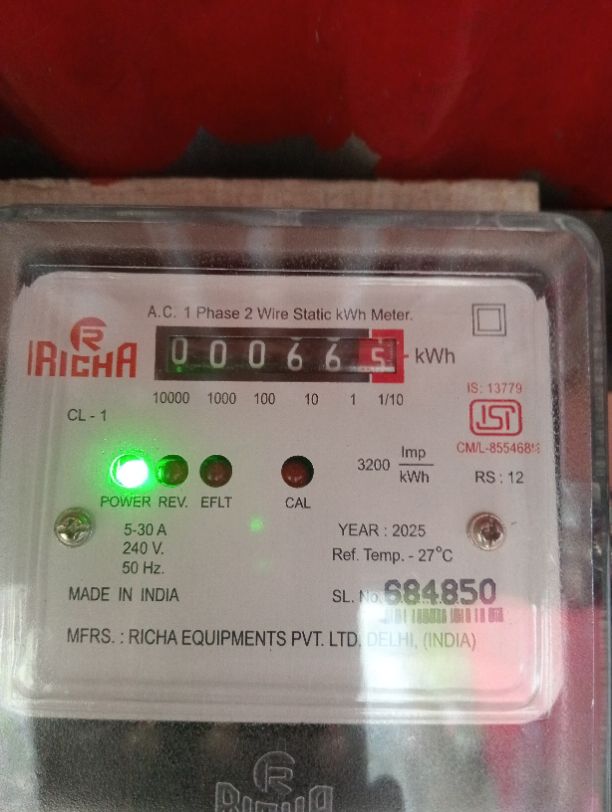 A.C. 1 Phase 2 Wire Static kWh Meter.
R
RICHA
0 0 0 6 6 5 kWh
10000 1000 100 10 1 1/10
IS: 13779
CL - 1
ISI
3200 Imp/kWh
RS : 12
POWER REV. EFLT CAL
5-30 A
240 V.
50 Hz.
YEAR : 2025
Ref. Temp. - 27°C
MADE IN INDIA
SL. No. 684850
MFRS. : RICHA EQUIPMENTS PVT. LTD, DELHI, (INDIA)
R
RICHA